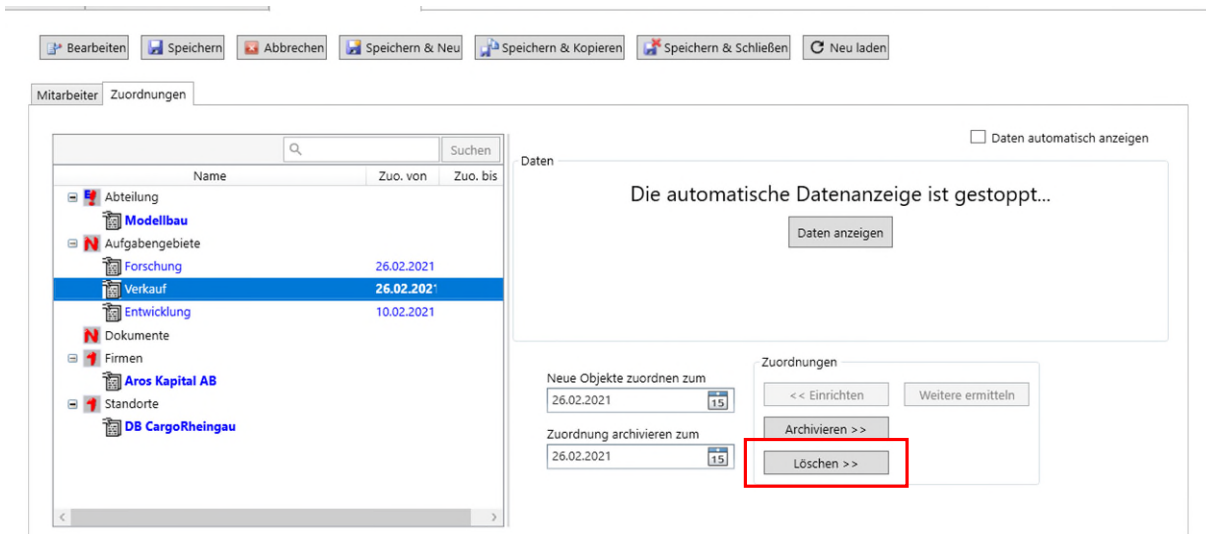 Bearbeiten Speichern Abbrechen Speichern & Neu Speichern & Kopieren Speichern & Schließen Neu laden
Mitarbeiter Zuordnungen
Suchen
Name Zuo. von Zuo. bis
Abteilung
Modellbau
N Aufgabengebiete
Forschung 26.02.2021
Verkauf 26.02.2021
Entwicklung 10.02.2021
N Dokumente
1 Firmen
Aros Kapital AB
1 Standorte
DB CargoRheingau
Daten automatisch anzeigen
Daten
Die automatische Datenanzeige ist gestoppt...
Daten anzeigen
Neue Objekte zuordnen zum
26.02.2021 15
Zuordnung archivieren zum
26.02.2021 15
Zuordnungen
<< Einrichten Weitere ermitteln
Archivieren >>
Löschen >>